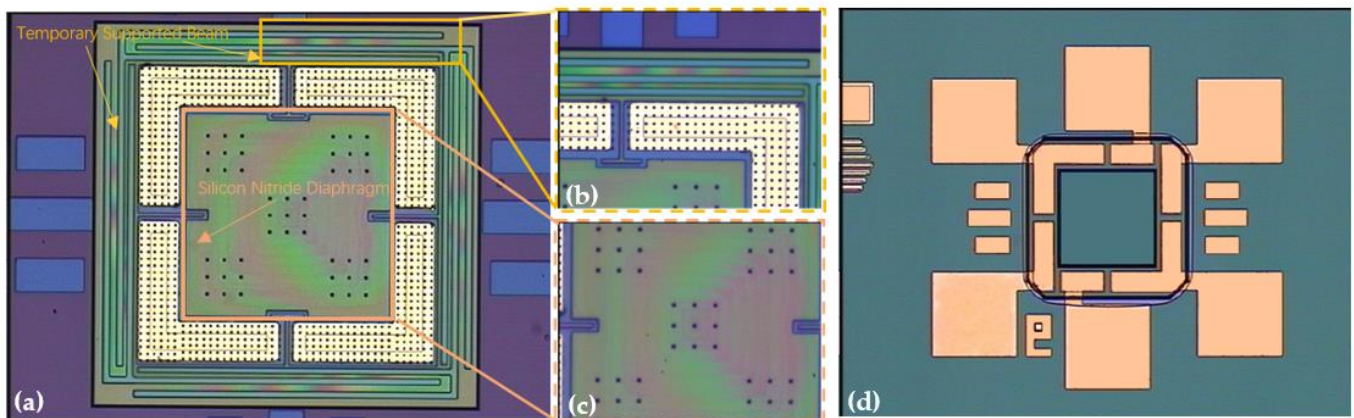 Temporary Supported Beam
Silicon Nitride Diaphragm
(a)
(b)
(c)
(d)
e